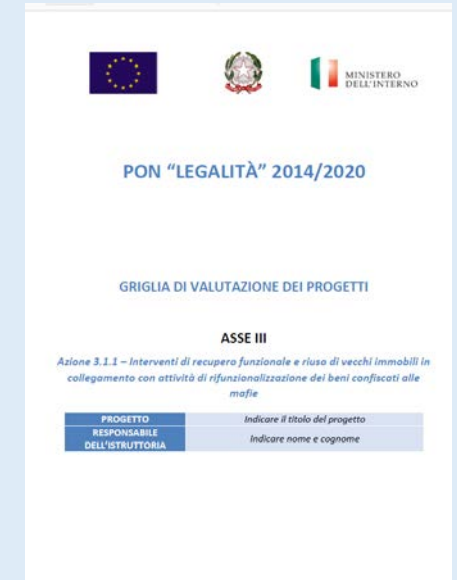 MINISTERO
DELL'INTERNO
PON "LEGALITÀ" 2014/2020
GRIGLIA DI VALUTAZIONE DEI PROGETTI
ASSE III
Azione 3.1.1 – Interventi di recupero funzionale e riuso di vecchi immobili in
collegamento con attività di rifunzionalizzazione dei beni confiscati alle
mafie
PROGETTO Indicare il titolo del progetto
RESPONSABILE
DELL'ISTRUTTORIA Indicare nome e cognome